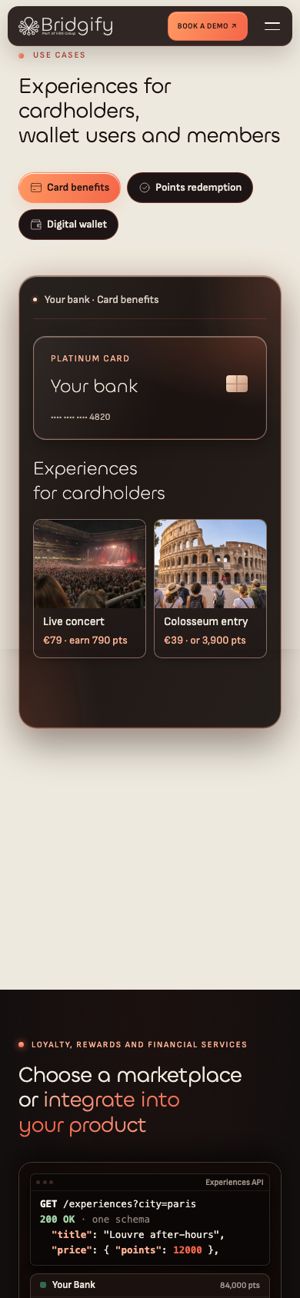 Bridgify
Part of HBX Group
BOOK A DEMO ↗
USE CASES
Experiences for
cardholders,
wallet users and members
Card benefits
Points redemption
Digital wallet
Your bank · Card benefits
PLATINUM CARD
Your bank
•••• •••• •••• 4820
Experiences
for cardholders
Live concert
€79 · earn 790 pts
Colosseum entry
€39 · or 3,900 pts
LOYALTY, REWARDS AND FINANCIAL SERVICES
Choose a marketplace
or integrate into
your product
Experiences API
GET /experiences?city=paris
200 OK · one schema
"title": "Louvre after-hours",
"price": { "points": 12000 },
Your Bank
84,000 pts